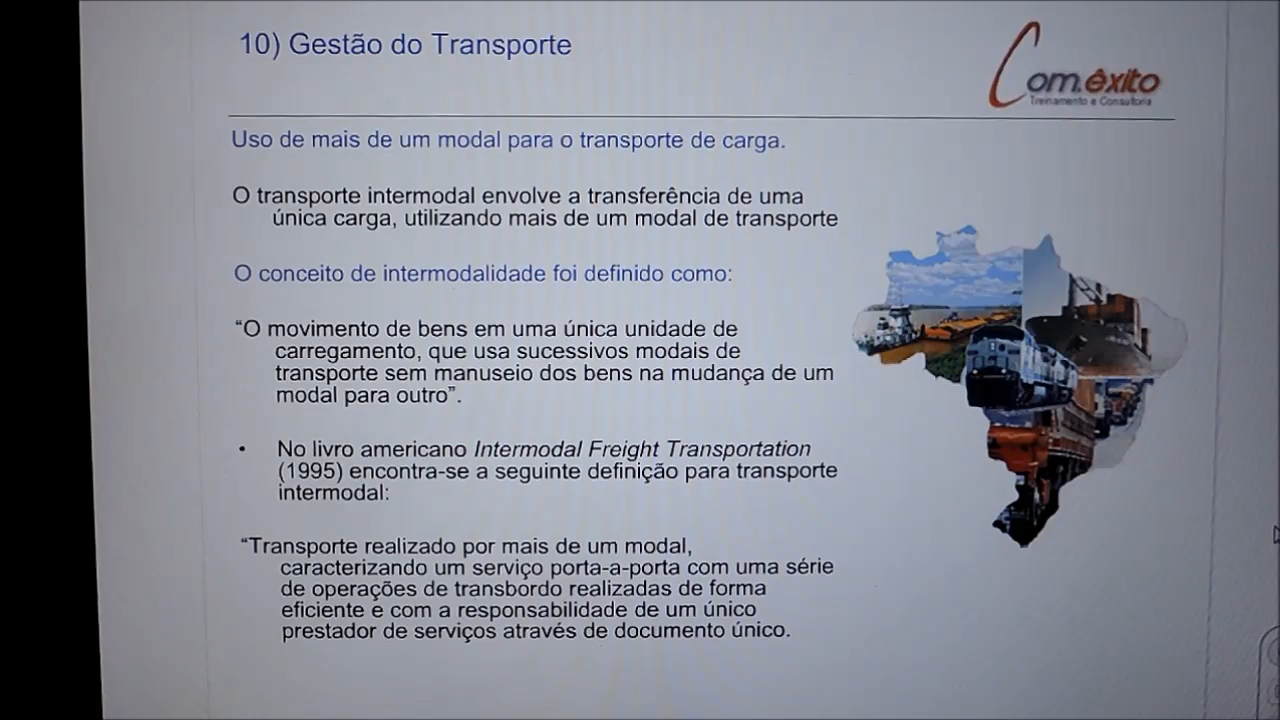 10) Gestão do Transporte
Com.êxito
Treinamento e Consultoria
Uso de mais de um modal para o transporte de carga.
O transporte intermodal envolve a transferência de uma
única carga, utilizando mais de um modal de transporte
O conceito de intermodalidade foi definido como:
“O movimento de bens em uma única unidade de
carregamento, que usa sucessivos modais de
transporte sem manuseio dos bens na mudança de um
modal para outro”.
• No livro americano Intermodal Freight Transportation
(1995) encontra-se a seguinte definição para transporte
intermodal:
“Transporte realizado por mais de um modal,
caracterizando um serviço porta-a-porta com uma série
de operações de transbordo realizadas de forma
eficiente e com a responsabilidade de um único
prestador de serviços através de documento único.